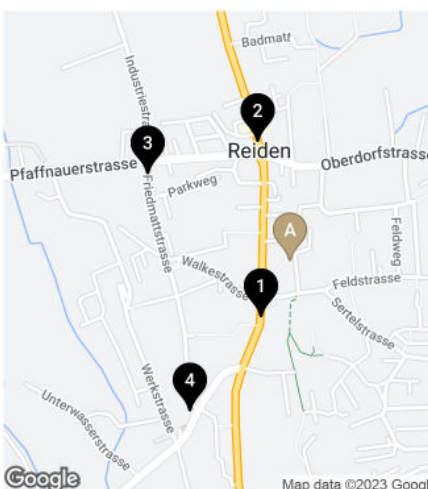 Badmatt
Industriestra
2
3
Reiden
Pfaffnauerstrasse
Oberdorfstrasse
Parkweg
Friedmattstrasse
A
Feldweg
Walkestrasse
1
Feldstrasse
Sertelstrasse
4
Werkstrasse
Unterwasserstrasse
Google
Map data ©2023 Googl